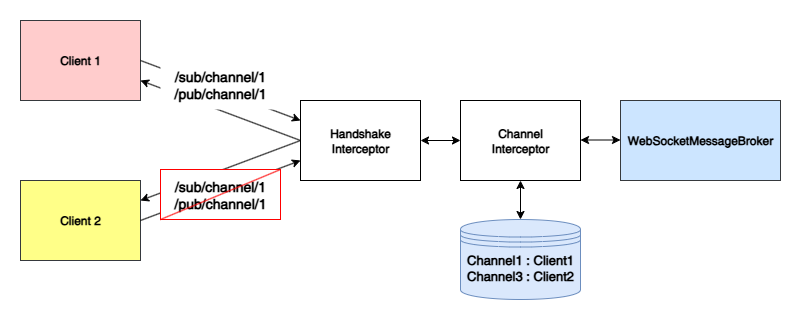 Client 1
/sub/channel/1
/pub/channel/1
Handshake
Interceptor
Channel
Interceptor
WebSocketMessageBroker
/sub/channel/1
/pub/channel/1
Client 2
Channel1 : Client1
Channel3 : Client2